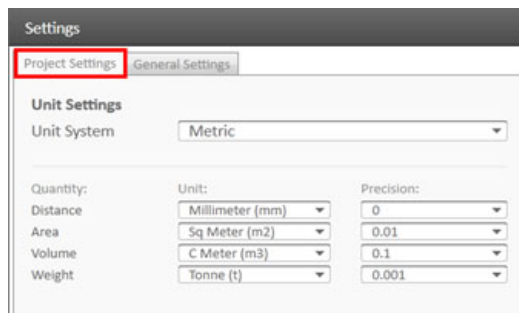 Settings
Project Settings General Settings
Unit Settings
Unit System Metric
Quantity: Unit: Precision:
Distance Millimeter (mm) 0
Area Sq Meter (m2) 0.01
Volume C Meter (m3) 0.1
Weight Tonne (t) 0.001